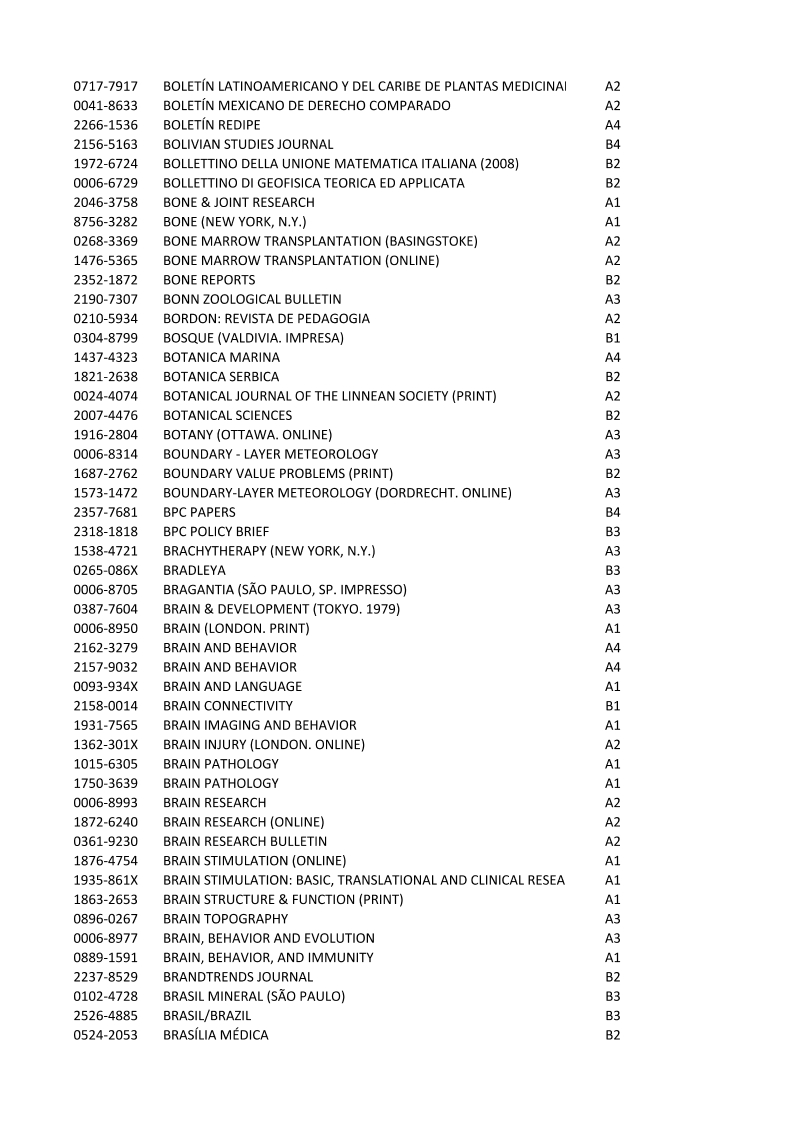 0717-7917 BOLETÍN LATINOAMERICANO Y DEL CARIBE DE PLANTAS MEDICINAI A2
0041-8633 BOLETÍN MEXICANO DE DERECHO COMPARADO A2
2266-1536 BOLETÍN REDIPE A4
2156-5163 BOLIVIAN STUDIES JOURNAL B4
1972-6724 BOLLETTINO DELLA UNIONE MATEMATICA ITALIANA (2008) B2
0006-6729 BOLLETTINO DI GEOFISICA TEORICA ED APPLICATA B2
2046-3758 BONE & JOINT RESEARCH A1
8756-3282 BONE (NEW YORK, N.Y.) A1
0268-3369 BONE MARROW TRANSPLANTATION (BASINGSTOKE) A2
1476-5365 BONE MARROW TRANSPLANTATION (ONLINE) A2
2352-1872 BONE REPORTS B2
2190-7307 BONN ZOOLOGICAL BULLETIN A3
0210-5934 BORDON: REVISTA DE PEDAGOGIA A2
0304-8799 BOSQUE (VALDIVIA. IMPRESA) B1
1437-4323 BOTANICA MARINA A4
1821-2638 BOTANICA SERBICA B2
0024-4074 BOTANICAL JOURNAL OF THE LINNEAN SOCIETY (PRINT) A2
2007-4476 BOTANICAL SCIENCES B2
1916-2804 BOTANY (OTTAWA. ONLINE) A3
0006-8314 BOUNDARY - LAYER METEOROLOGY A3
1687-2762 BOUNDARY VALUE PROBLEMS (PRINT) B2
1573-1472 BOUNDARY-LAYER METEOROLOGY (DORDRECHT. ONLINE) A3
2357-7681 BPC PAPERS B4
2318-1818 BPC POLICY BRIEF B3
1538-4721 BRACHYTHERAPY (NEW YORK, N.Y.) A3
0265-086X BRADLEYA B3
0006-8705 BRAGANTIA (SÃO PAULO, SP. IMPRESSO) A3
0387-7604 BRAIN & DEVELOPMENT (TOKYO. 1979) A3
0006-8950 BRAIN (LONDON. PRINT) A1
2162-3279 BRAIN AND BEHAVIOR A4
2157-9032 BRAIN AND BEHAVIOR A4
0093-934X BRAIN AND LANGUAGE A1
2158-0014 BRAIN CONNECTIVITY B1
1931-7565 BRAIN IMAGING AND BEHAVIOR A1
1362-301X BRAIN INJURY (LONDON. ONLINE) A2
1015-6305 BRAIN PATHOLOGY A1
1750-3639 BRAIN PATHOLOGY A1
0006-8993 BRAIN RESEARCH A2
1872-6240 BRAIN RESEARCH (ONLINE) A2
0361-9230 BRAIN RESEARCH BULLETIN A2
1876-4754 BRAIN STIMULATION (ONLINE) A1
1935-861X BRAIN STIMULATION: BASIC, TRANSLATIONAL AND CLINICAL RESEA A1
1863-2653 BRAIN STRUCTURE & FUNCTION (PRINT) A1
0896-0267 BRAIN TOPOGRAPHY A3
0006-8977 BRAIN, BEHAVIOR AND EVOLUTION A3
0889-1591 BRAIN, BEHAVIOR, AND IMMUNITY A1
2237-8529 BRANDTRENDS JOURNAL B2
0102-4728 BRASIL MINERAL (SÃO PAULO) B3
2526-4885 BRASIL/BRAZIL B3
0524-2053 BRASÍLIA MÉDICA B2